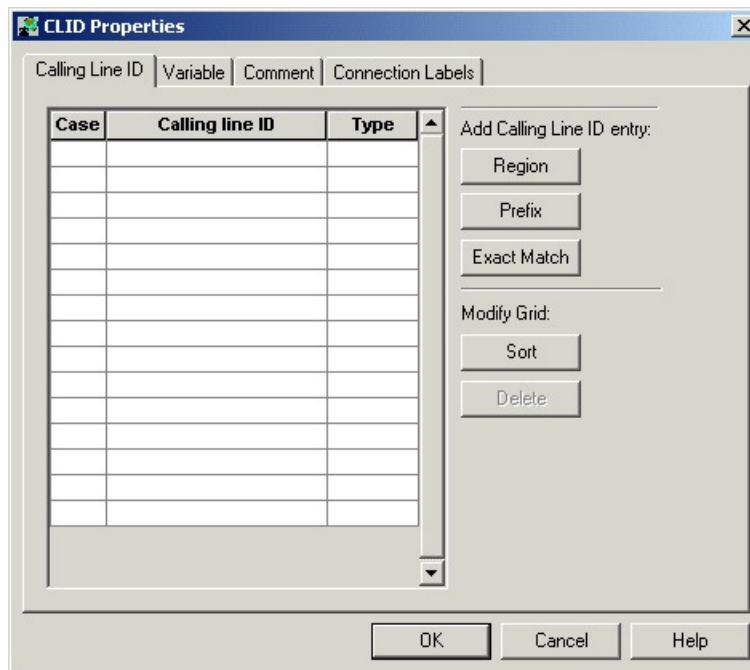 CLID Properties
Calling Line ID Variable Comment Connection Labels
Case Calling line ID Type
Add Calling Line ID entry:
Region
Prefix
Exact Match
Modify Grid:
Sort
Delete
OK Cancel Help